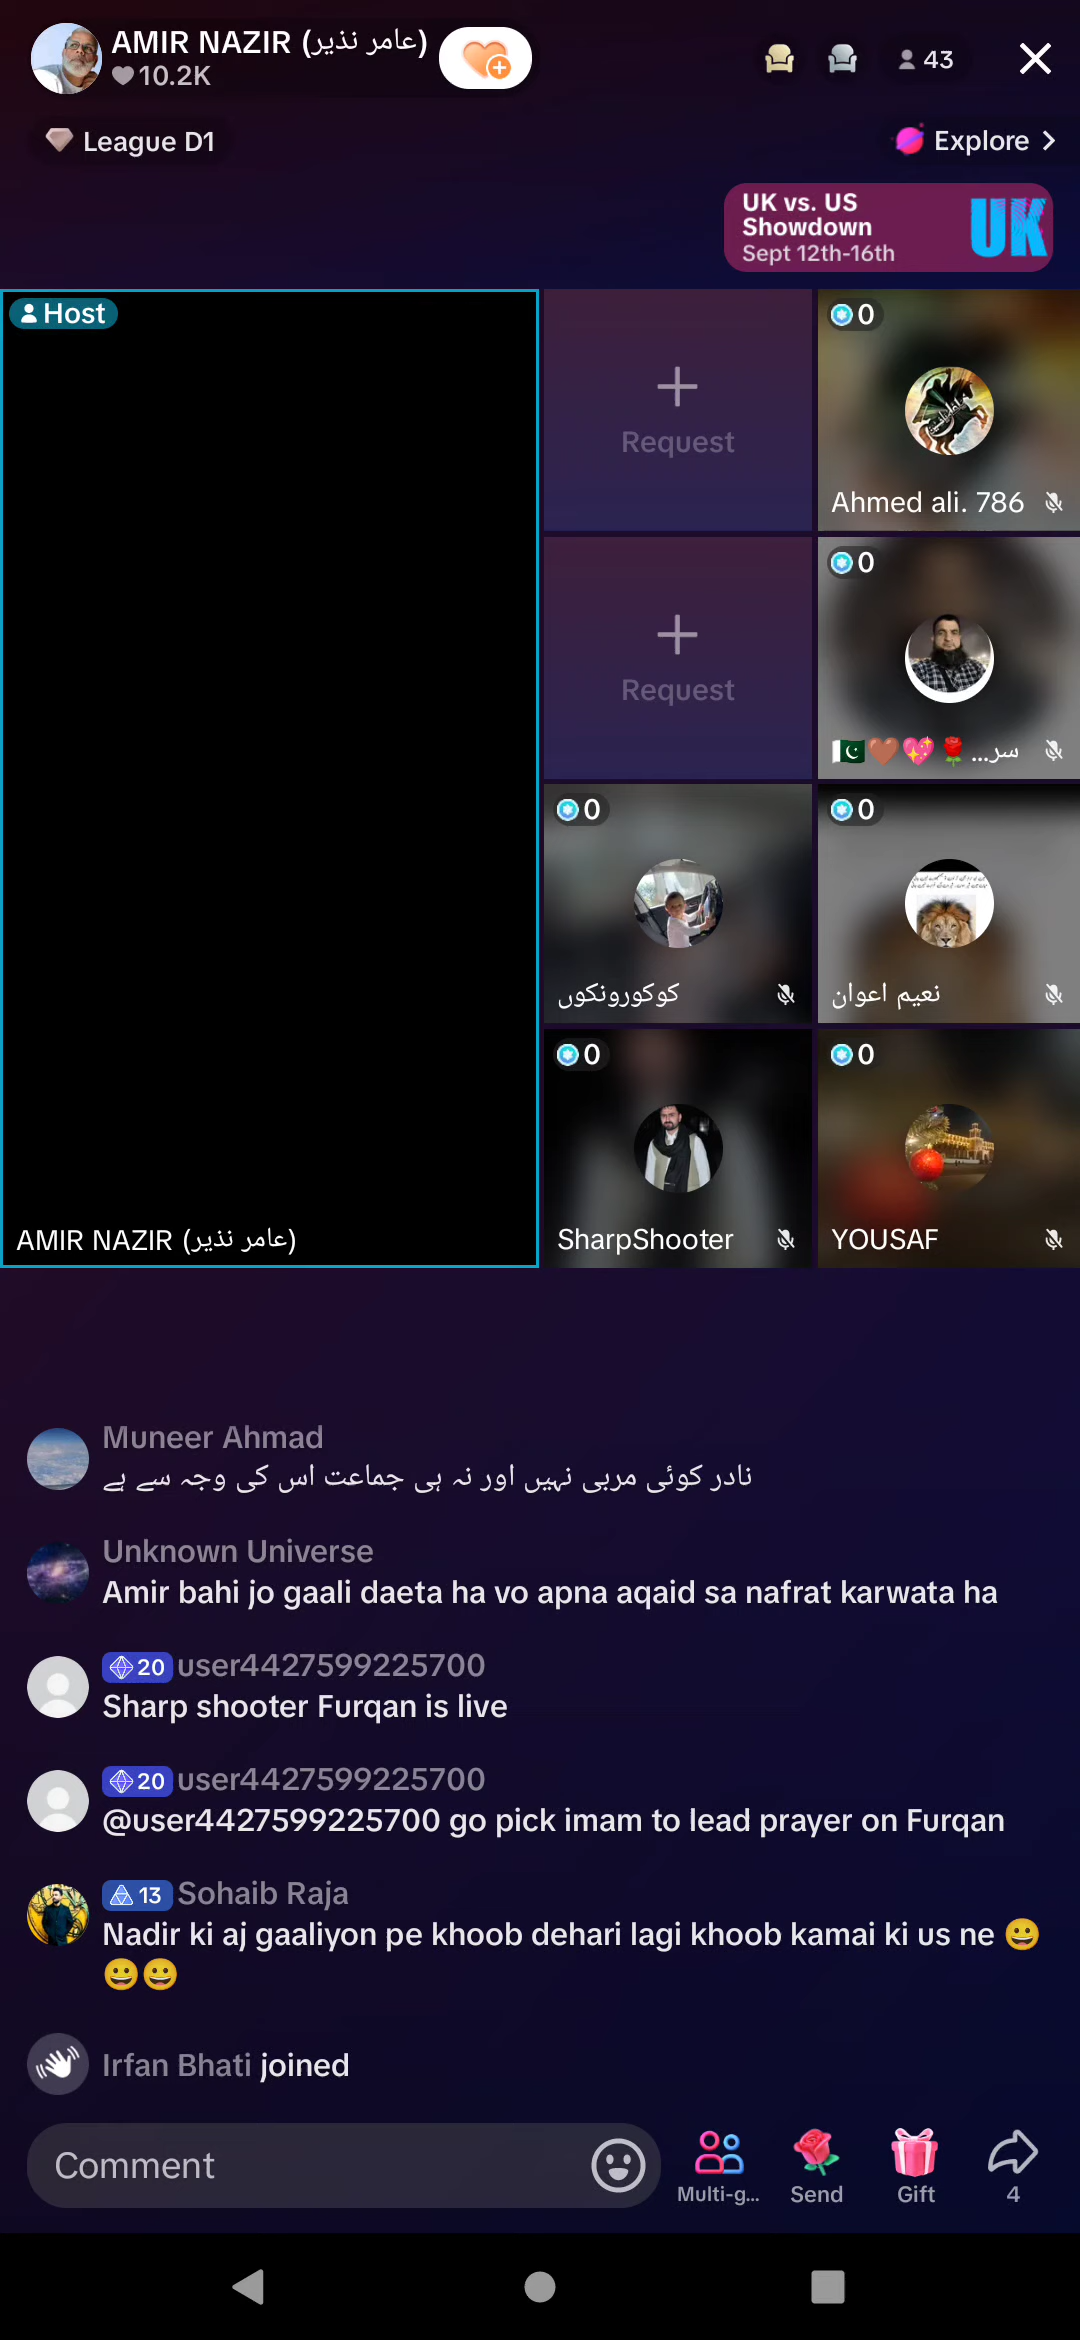 AMIR NAZIR (عامر نذیر)
10.2K
43
League D1
Explore
UK vs. US
Showdown
Sept 12th-16th
UK
Host
AMIR NAZIR (عامر نذیر)
Request
0
Ahmed ali. 786
Request
0
🇵🇰🤎💖🌹...سر
0
کوکورونکوں
0
نعیم اعوان
0
SharpShooter
0
YOUSAF
Muneer Ahmad
نادر کوئی مربی نہیں اور نہ ہی جماعت اس کی وجہ سے ہے
Unknown Universe
Amir bahi jo gaali daeta ha vo apna aqaid sa nafrat karwata ha
20 user4427599225700
Sharp shooter Furqan is live
20 user4427599225700
@user4427599225700 go pick imam to lead prayer on Furqan
13 Sohaib Raja
Nadir ki aj gaaliyon pe khoob dehari lagi khoob kamai ki us ne 😀
😀😀
Irfan Bhati joined
Comment
Multi-g...
Send
Gift
4